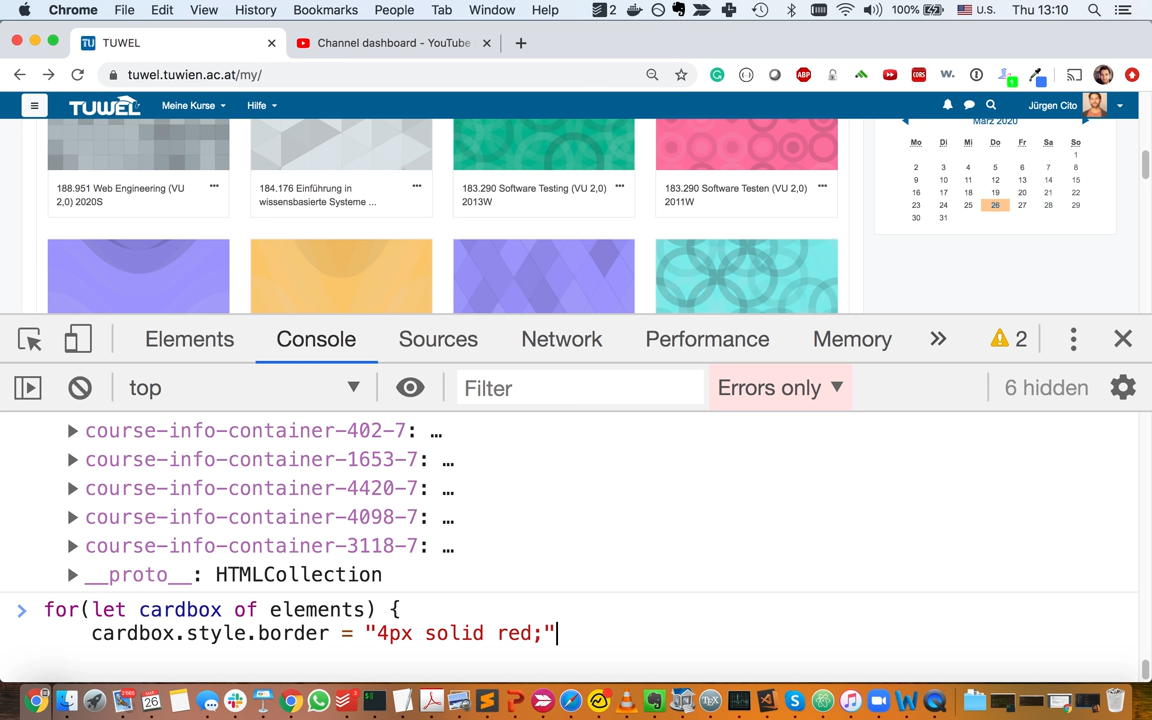 Chrome File Edit View History Bookmarks People Tab Window Help 2 100% U.S. Thu 13:10
TUWEL Channel dashboard - YouTube
tuwel.tuwien.ac.at/my/
ABP CORS W.
TUWEL Meine Kurse Hilfe Jürgen Cito
März 2020
Mo Di Mi Do Fr Sa So
1
2 3 4 5 6 7 8
9 10 11 12 13 14 15
16 17 18 19 20 21 22
23 24 25 26 27 28 29
30 31
188.951 Web Engineering (VU
2,0) 2020S
184.176 Einführung in
wissensbasierte Systeme ...
183.290 Software Testing (VU 2,0)
2013W
183.290 Software Testen (VU 2,0)
2011W
Elements Console Sources Network Performance Memory 2
top Filter Errors only 6 hidden
course-info-container-402-7: …
course-info-container-1653-7: …
course-info-container-4420-7: …
course-info-container-4098-7: …
course-info-container-3118-7: …
__proto__: HTMLCollection
for(let cardbox of elements) {
cardbox.style.border = "4px solid red;"